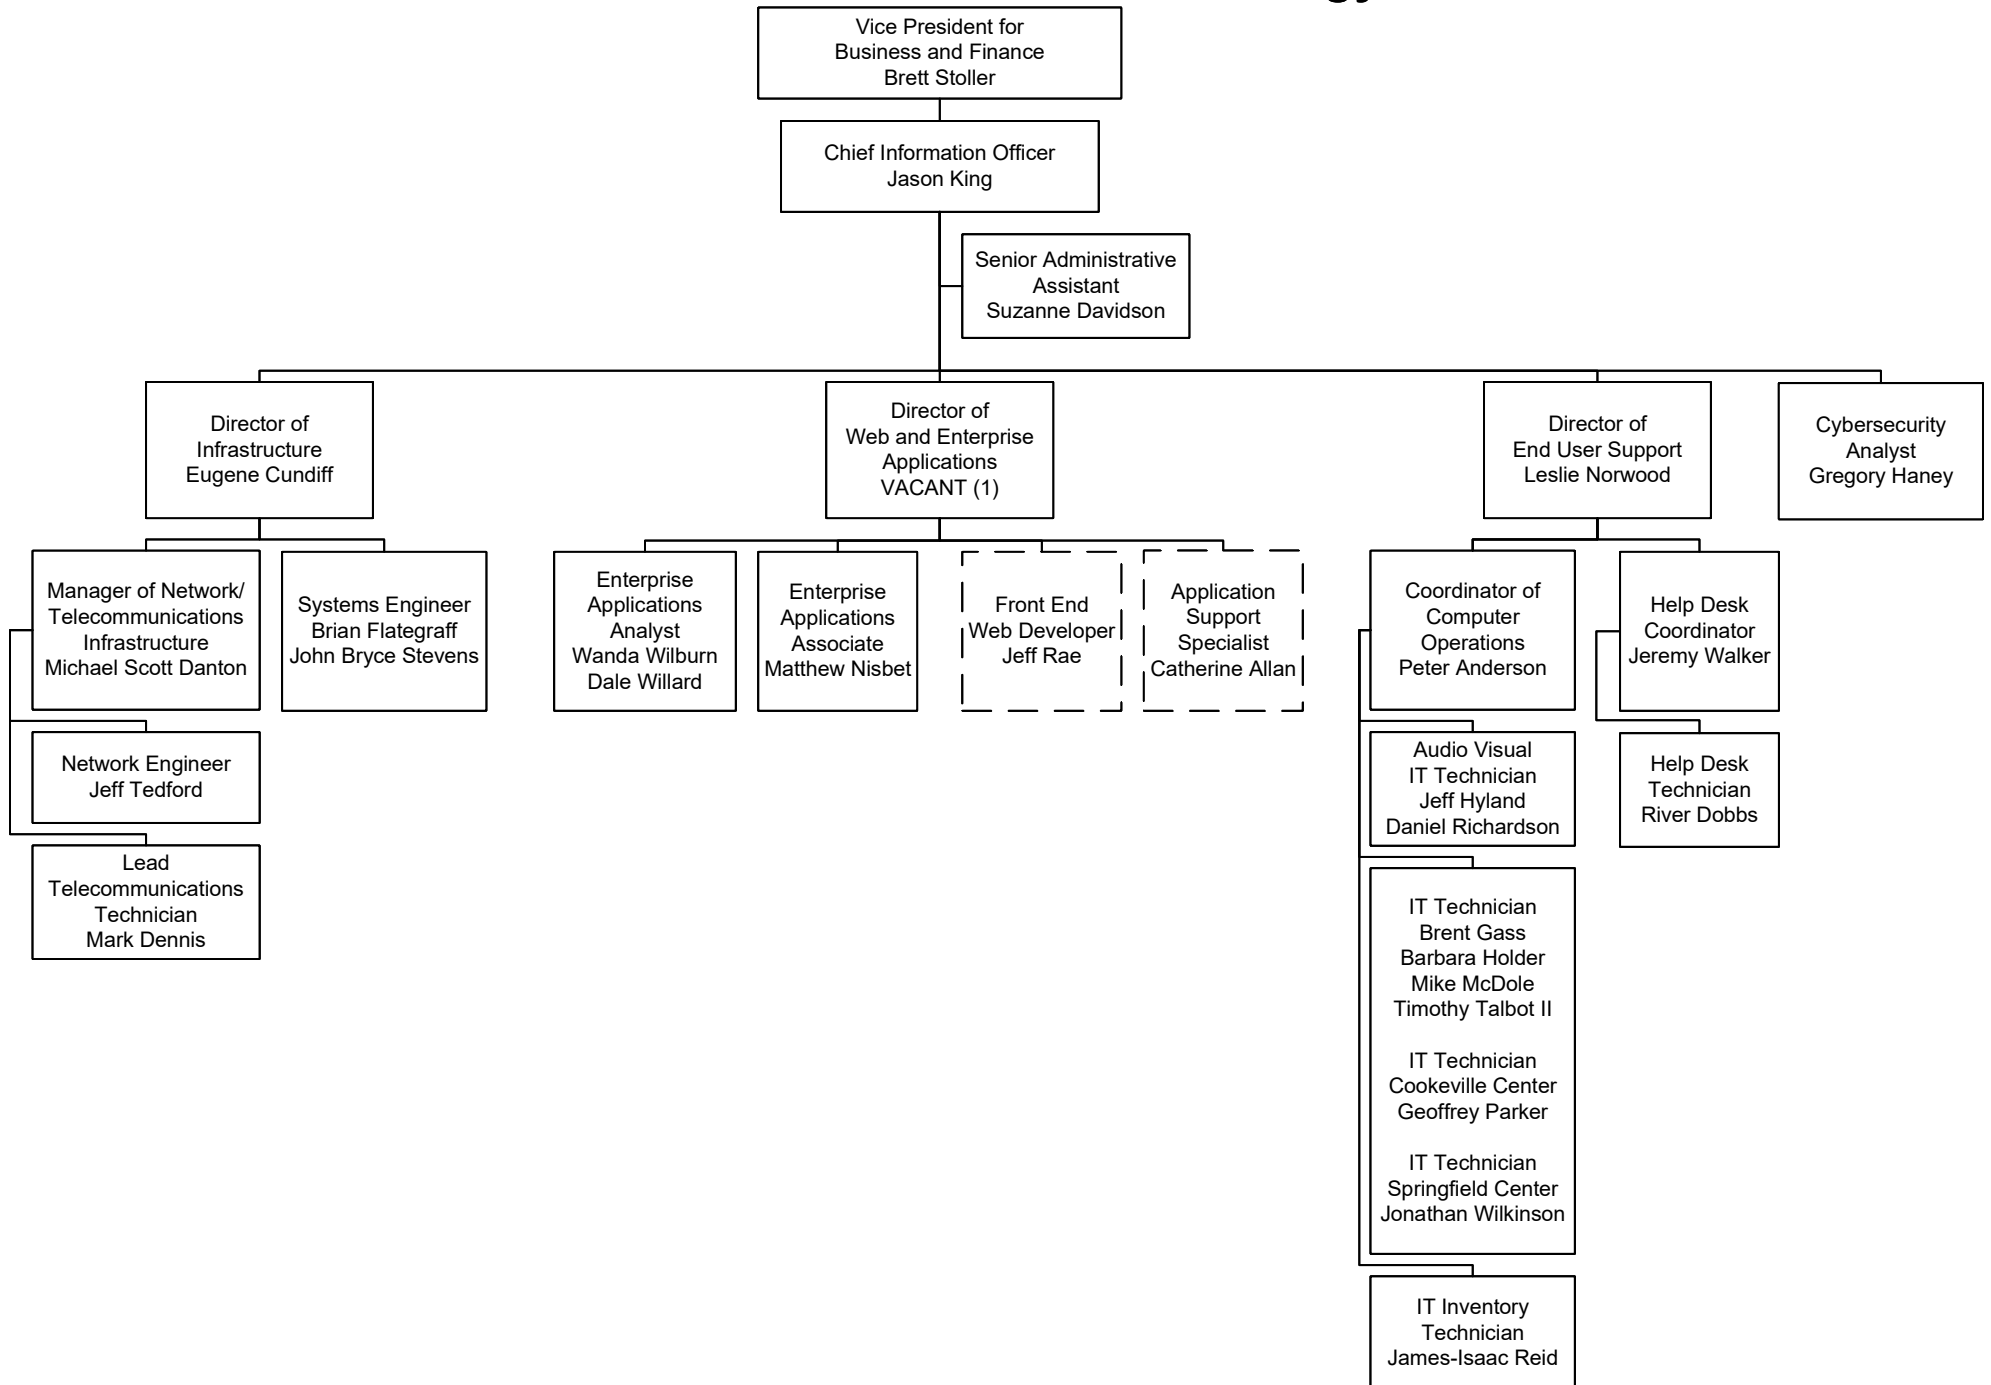 Vice President for
Business and Finance
Brett Stoller
Chief Information Officer
Jason King
Senior Administrative
Assistant
Suzanne Davidson
Director of
Infrastructure
Eugene Cundiff
Director of
Web and Enterprise
Applications
VACANT (1)
Director of
End User Support
Leslie Norwood
Cybersecurity
Analyst
Gregory Haney
Manager of Network/
Telecommunications
Infrastructure
Michael Scott Danton
Systems Engineer
Brian Flategraff
John Bryce Stevens
Enterprise
Applications
Analyst
Wanda Wilburn
Dale Willard
Enterprise
Applications
Associate
Matthew Nisbet
Front End
Web Developer
Jeff Rae
Application
Support
Specialist
Catherine Allan
Coordinator of
Computer
Operations
Peter Anderson
Help Desk
Coordinator
Jeremy Walker
Network Engineer
Jeff Tedford
Lead
Telecommunications
Technician
Mark Dennis
Audio Visual
IT Technician
Jeff Hyland
Daniel Richardson
Help Desk
Technician
River Dobbs
IT Technician
Brent Gass
Barbara Holder
Mike McDole
Timothy Talbot II
IT Technician
Cookeville Center
Geoffrey Parker
IT Technician
Springfield Center
Jonathan Wilkinson
IT Inventory
Technician
James-Isaac Reid